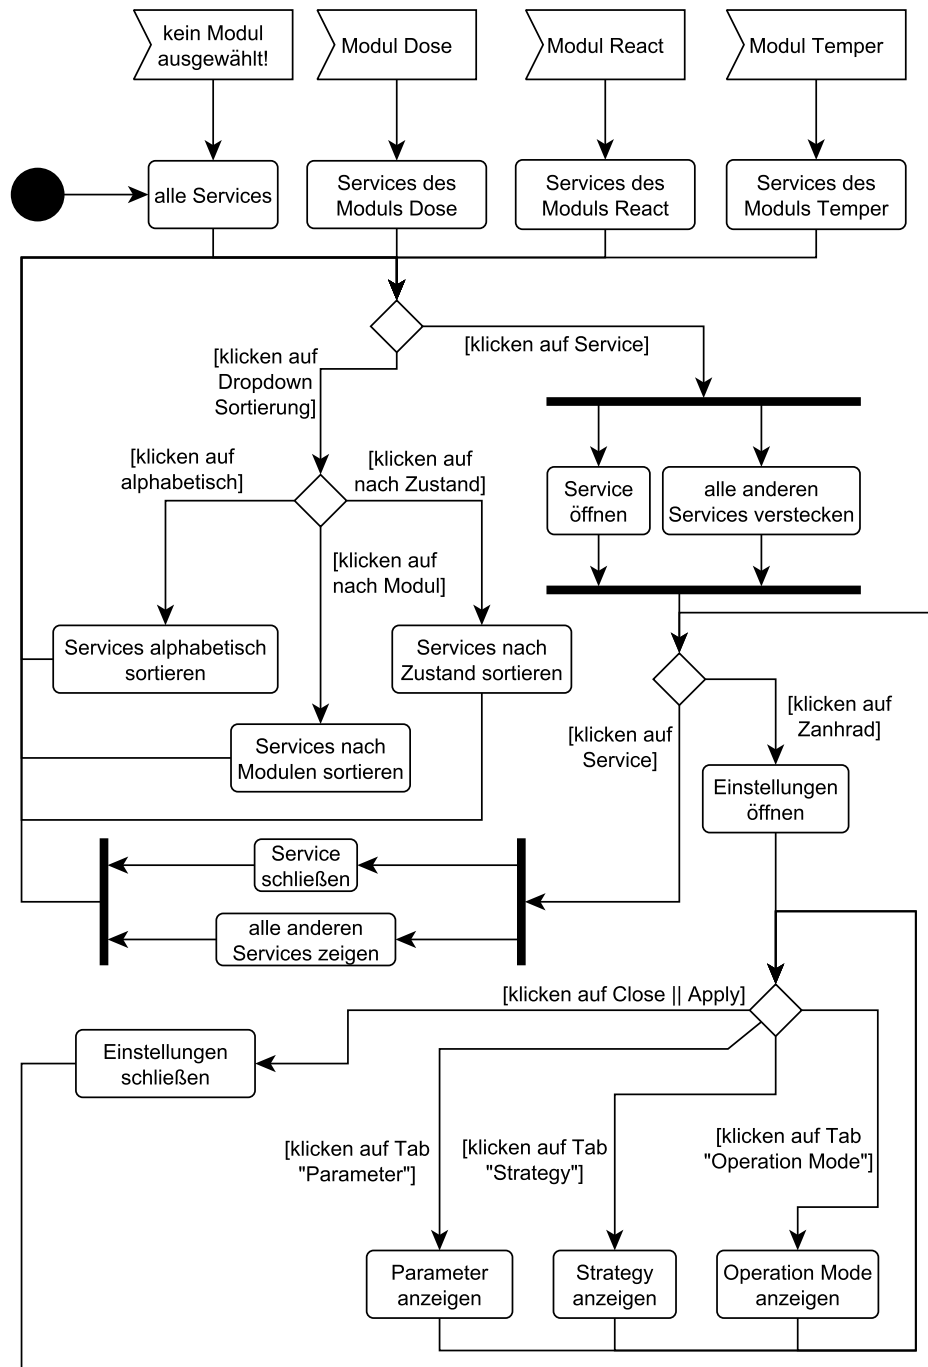 kein Modul
ausgewählt!
Modul Dose
Modul React
Modul Temper
alle Services
Services des
Moduls Dose
Services des
Moduls React
Services des
Moduls Temper
[klicken auf
Dropdown
Sortierung]
[klicken auf Service]
[klicken auf
alphabetisch]
[klicken auf
nach Zustand]
Service
öffnen
alle anderen
Services verstecken
[klicken auf
nach Modul]
Services alphabetisch
sortieren
Services nach
Zustand sortieren
[klicken auf
Zanhrad]
[klicken auf
Service]
Services nach
Modulen sortieren
Einstellungen
öffnen
Service
schließen
alle anderen
Services zeigen
[klicken auf Close || Apply]
Einstellungen
schließen
[klicken auf Tab
"Parameter"]
[klicken auf Tab
"Strategy"]
[klicken auf Tab
"Operation Mode"]
Parameter
anzeigen
Strategy
anzeigen
Operation Mode
anzeigen